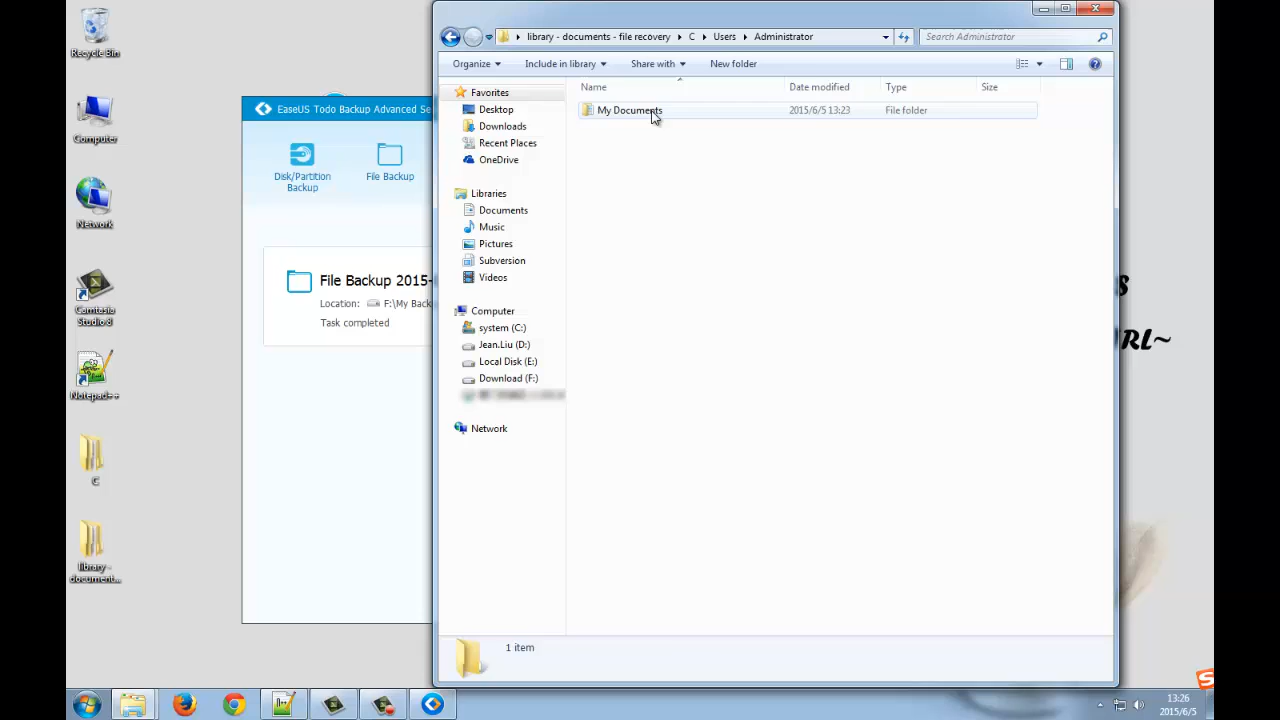 Recycle Bin
Computer
Network
Camtasia
Studio 8
Notepad++
C
library -
document...
EaseUS Todo Backup Advanced Se
Disk/Partition
Backup
File Backup
File Backup 2015-
Location: F:\My Back
Task completed
library - documents - file recovery
C
Users
Administrator
Search Administrator
Organize
Include in library
Share with
New folder
Favorites
Desktop
Downloads
Recent Places
OneDrive
Libraries
Documents
Music
Pictures
Subversion
Videos
Computer
system (C:)
Jean.Liu (D:)
Local Disk (E:)
Download (F:)
Network
Name
Date modified
Type
Size
My Documents
2015/6/5 13:23
File folder
1 item
RL~
13:26
2015/6/5